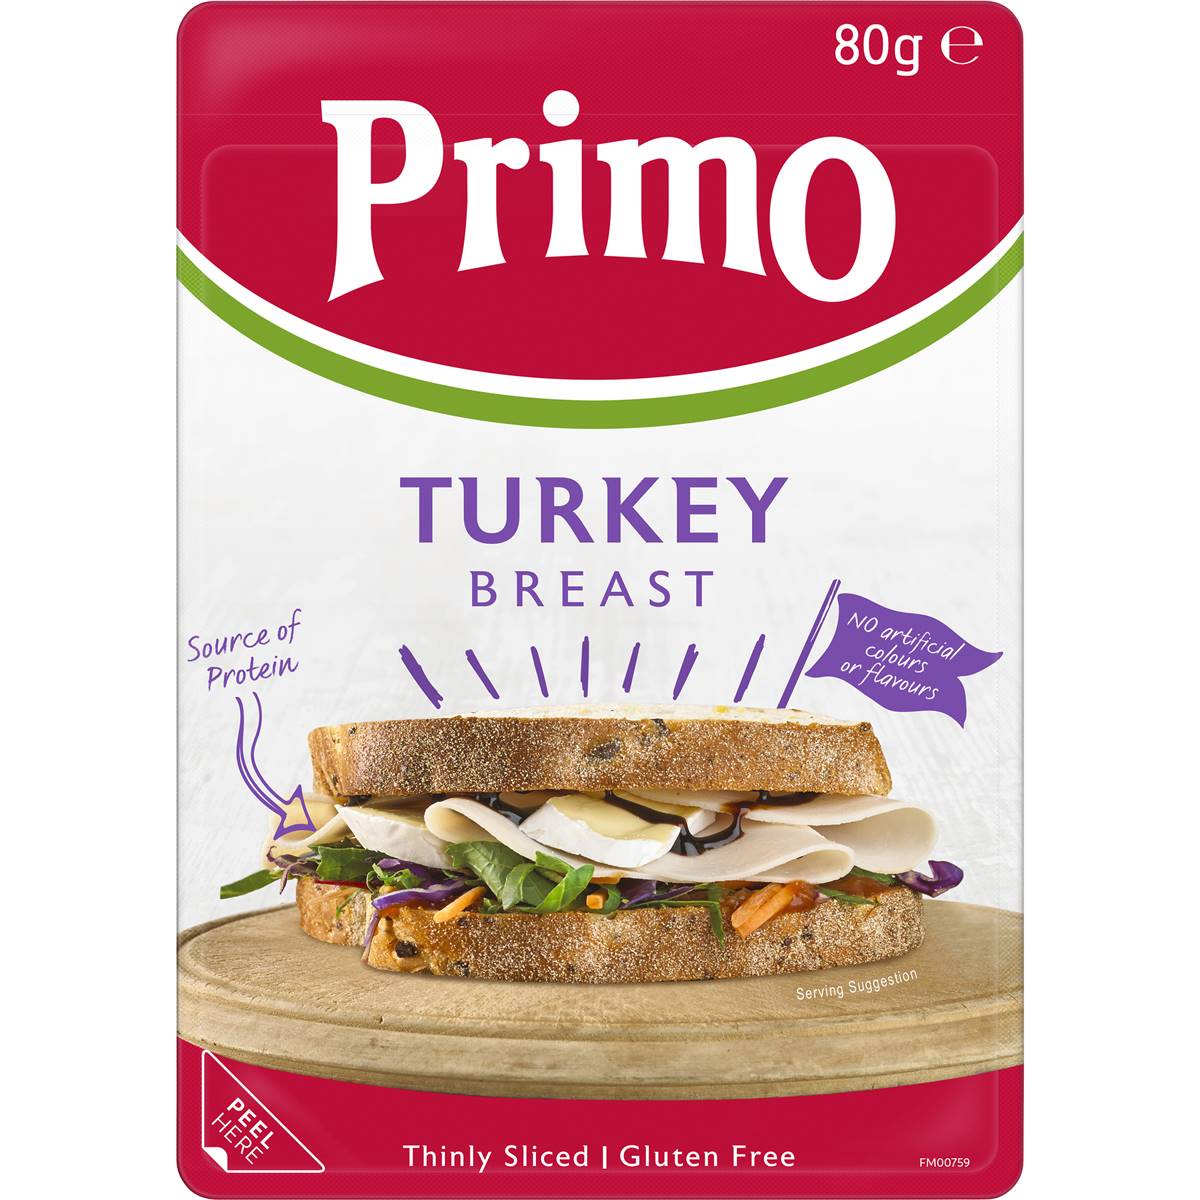 80g ℮
Primo
TURKEY
BREAST
Source of
Protein
NO artificial
colours
or flavours
Serving Suggestion
PEEL
HERE
Thinly Sliced | Gluten Free
FM00759